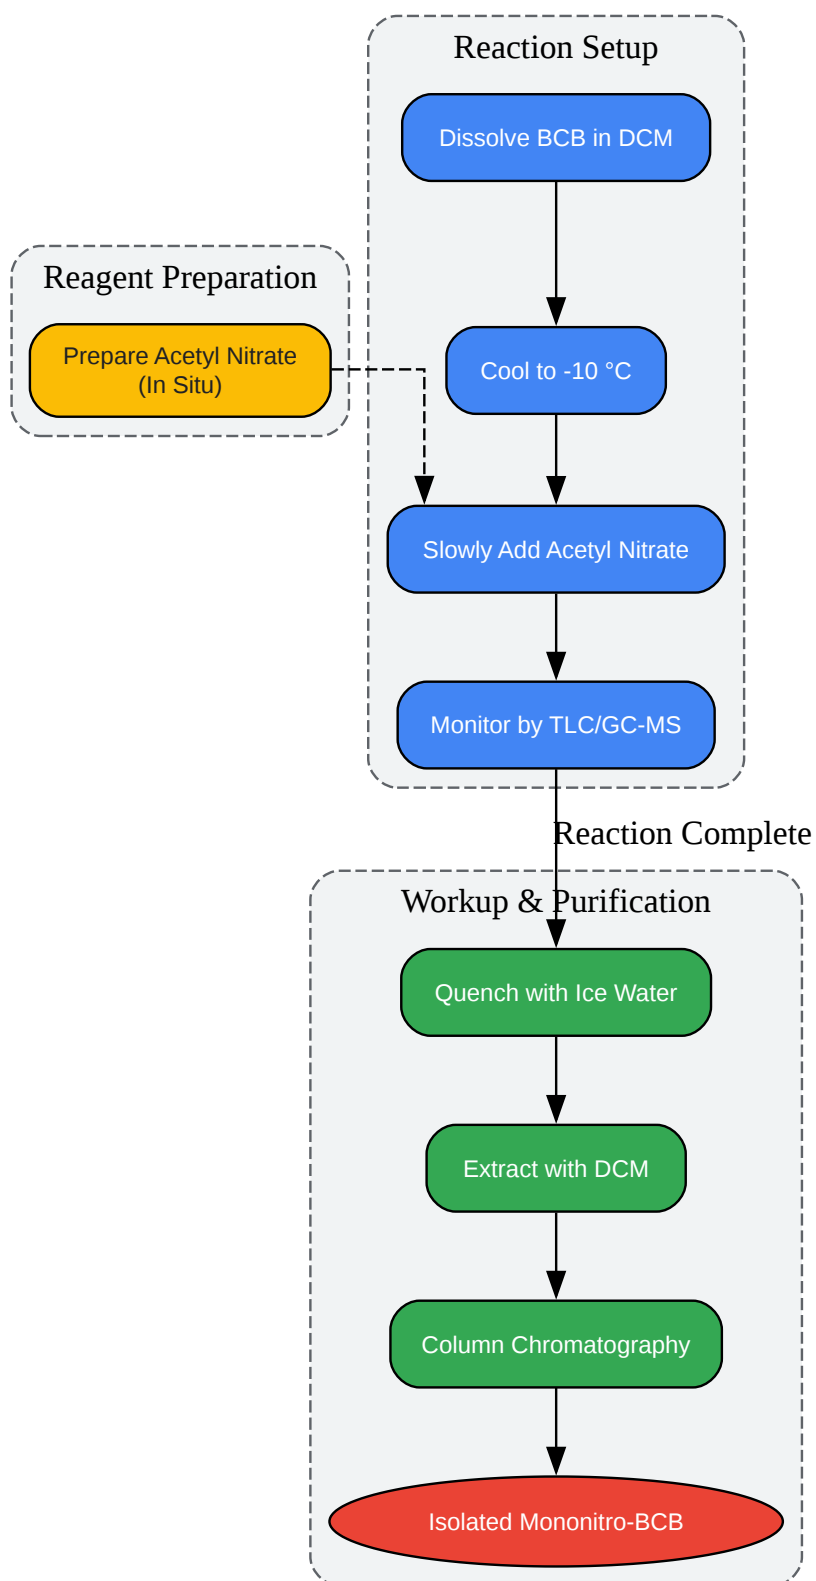 Reaction Setup
Dissolve BCB in DCM
Reagent Preparation
Prepare Acetyl Nitrate
(In Situ)
Cool to -10 °C
Slowly Add Acetyl Nitrate
Monitor by TLC/GC-MS
Reaction Complete
Workup & Purification
Quench with Ice Water
Extract with DCM
Column Chromatography
Isolated Mononitro-BCB